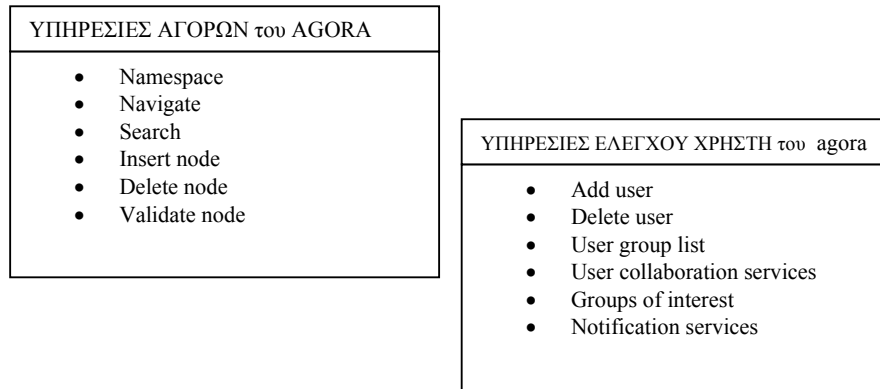 ΥΠΗΡΕΣΙΕΣ ΑΓΟΡΩΝ του AGORA
• Namespace
• Navigate
• Search
• Insert node
• Delete node
• Validate node
ΥΠΗΡΕΣΙΕΣ ΕΛΕΓΧΟΥ ΧΡΗΣΤΗ του agora
• Add user
• Delete user
• User group list
• User collaboration services
• Groups of interest
• Notification services